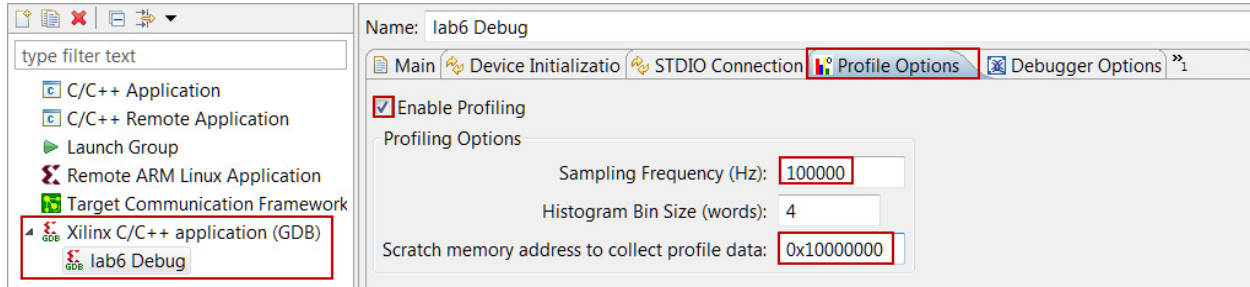 type filter text
C/C++ Application
C/C++ Remote Application
Launch Group
Remote ARM Linux Application
Target Communication Framework
Xilinx C/C++ application (GDB)
lab6 Debug
Name: lab6 Debug
Main Device Initializatio STDIO Connection Profile Options Debugger Options »1
Enable Profiling
Profiling Options
Sampling Frequency (Hz): 100000
Histogram Bin Size (words): 4
Scratch memory address to collect profile data: 0x10000000